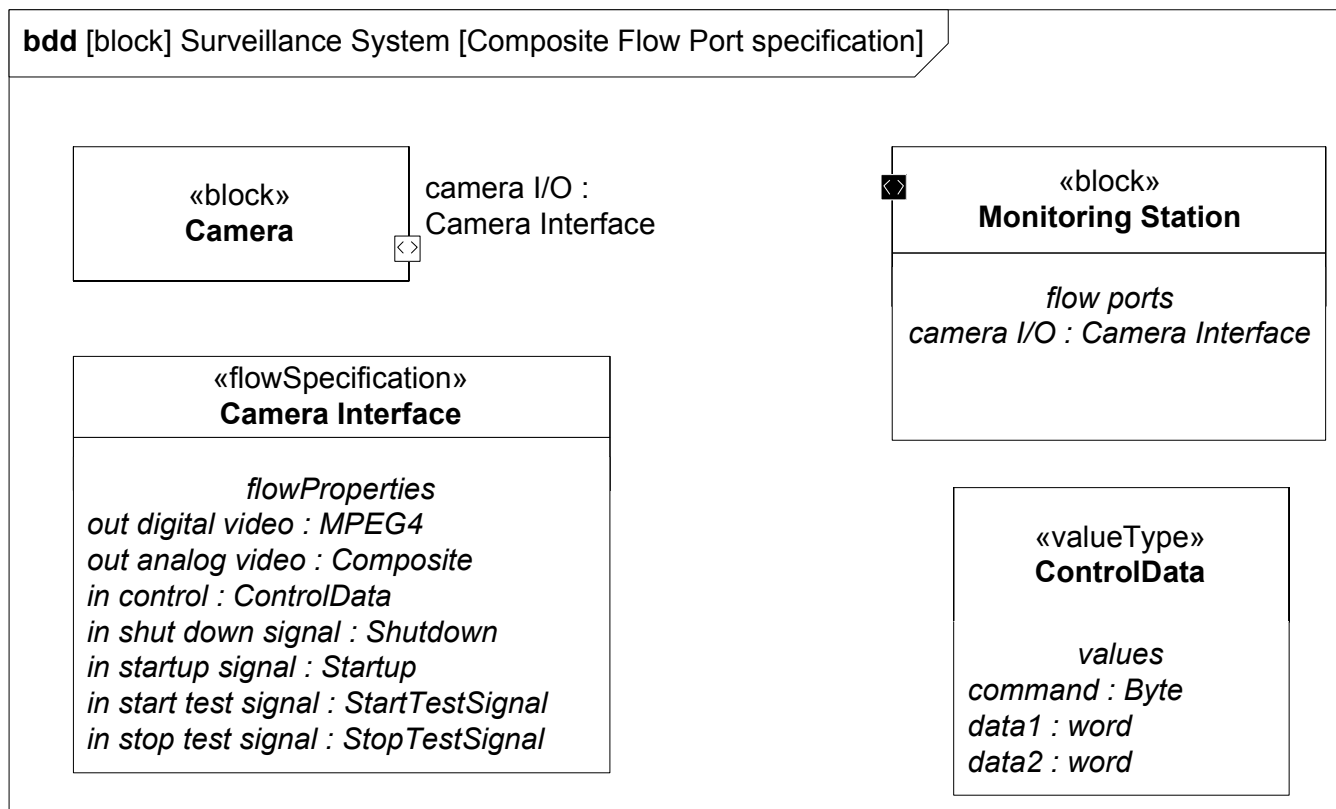 bdd [block] Surveillance System [Composite Flow Port specification]
«block»
Camera
camera I/O :
Camera Interface
«block»
Monitoring Station
flow ports
camera I/O : Camera Interface
«flowSpecification»
Camera Interface
flowProperties
out digital video : MPEG4
out analog video : Composite
in control : ControlData
in shut down signal : Shutdown
in startup signal : Startup
in start test signal : StartTestSignal
in stop test signal : StopTestSignal
«valueType»
ControlData
values
command : Byte
data1 : word
data2 : word